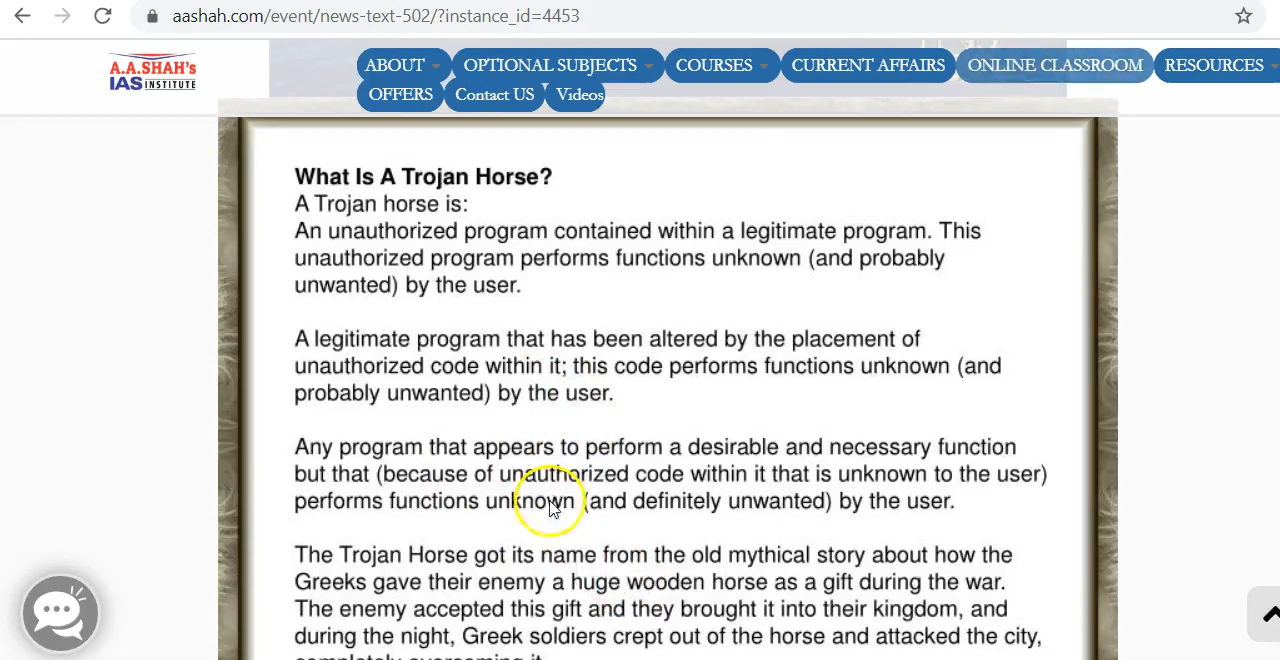 aashah.com/event/news-text-502/?instance_id=4453
A.A.SHAH's
IAS INSTITUTE
ABOUT OPTIONAL SUBJECTS COURSES CURRENT AFFAIRS ONLINE CLASSROOM RESOURCES
OFFERS Contact US Videos
What Is A Trojan Horse?
A Trojan horse is:
An unauthorized program contained within a legitimate program. This
unauthorized program performs functions unknown (and probably
unwanted) by the user.
A legitimate program that has been altered by the placement of
unauthorized code within it; this code performs functions unknown (and
probably unwanted) by the user.
Any program that appears to perform a desirable and necessary function
but that (because of unauthorized code within it that is unknown to the user)
performs functions unknown (and definitely unwanted) by the user.
The Trojan Horse got its name from the old mythical story about how the
Greeks gave their enemy a huge wooden horse as a gift during the war.
The enemy accepted this gift and they brought it into their kingdom, and
during the night, Greek soldiers crept out of the horse and attacked the city,
completely overcoming it.